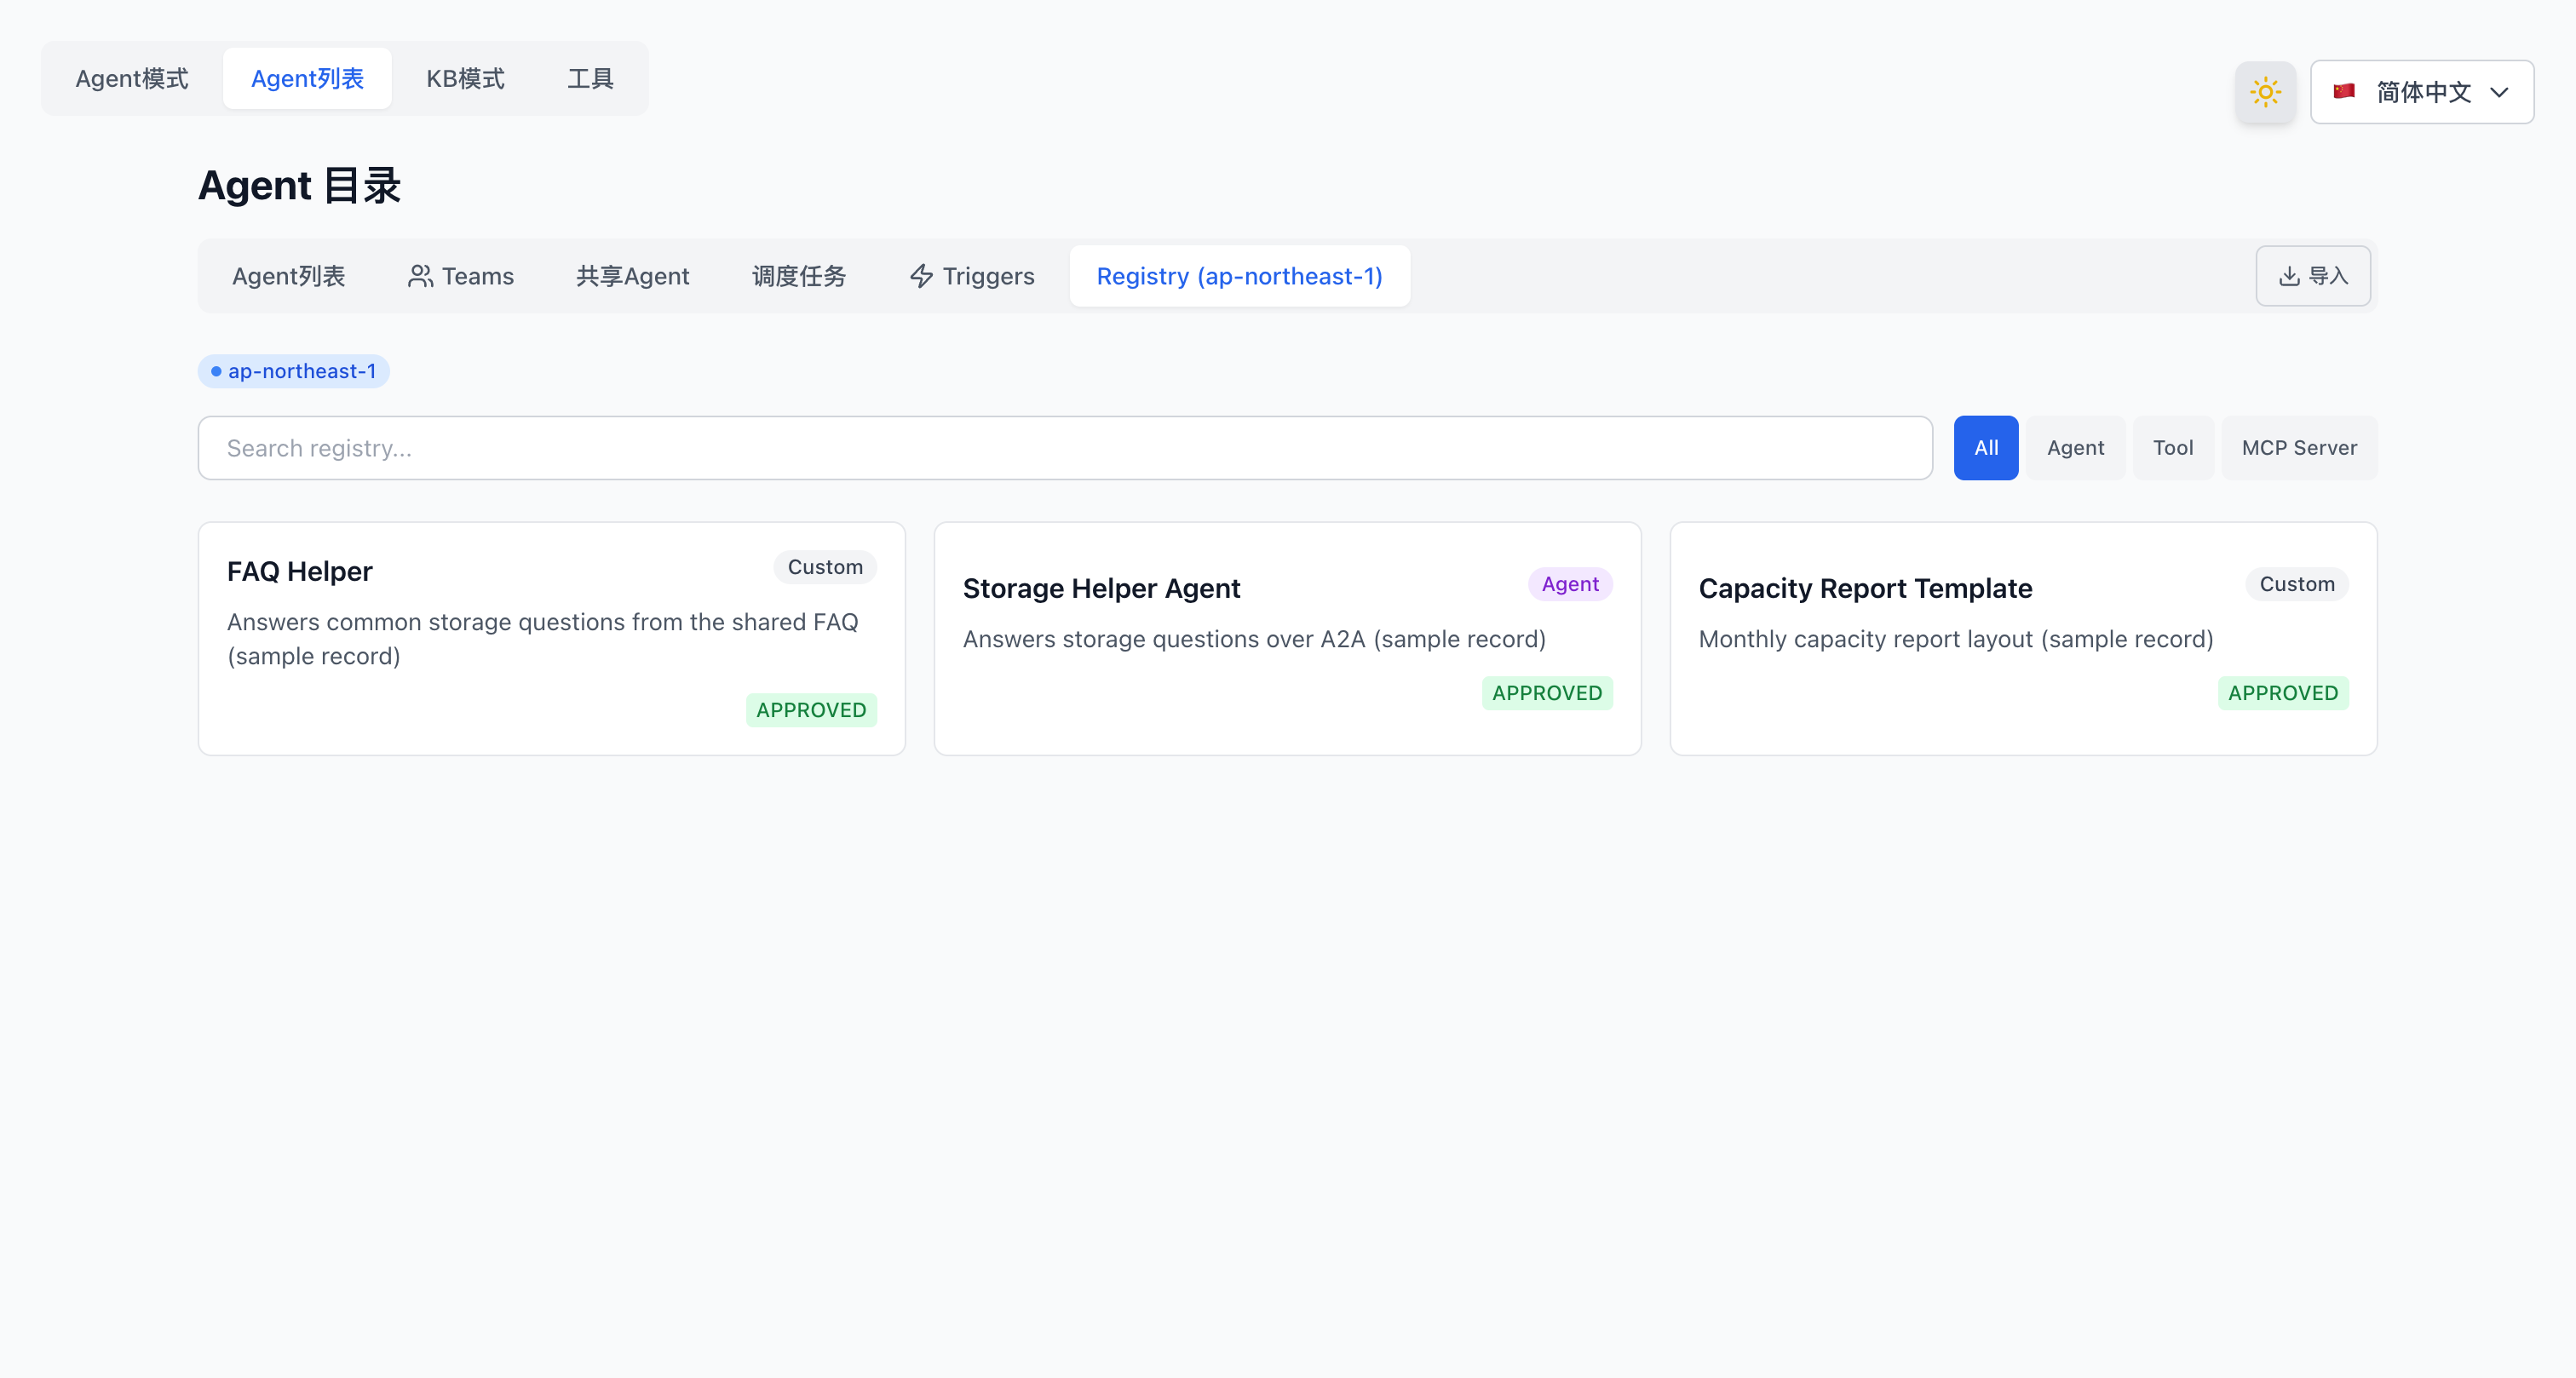 Agent模式
Agent列表
KB模式
工具
简体中文
Agent 目录
Agent列表
Teams
共享Agent
调度任务
Triggers
Registry (ap-northeast-1)
导入
ap-northeast-1
Search registry...
All
Agent
Tool
MCP Server
FAQ Helper
Custom
Answers common storage questions from the shared FAQ
(sample record)
APPROVED
Storage Helper Agent
Agent
Answers storage questions over A2A (sample record)
APPROVED
Capacity Report Template
Custom
Monthly capacity report layout (sample record)
APPROVED